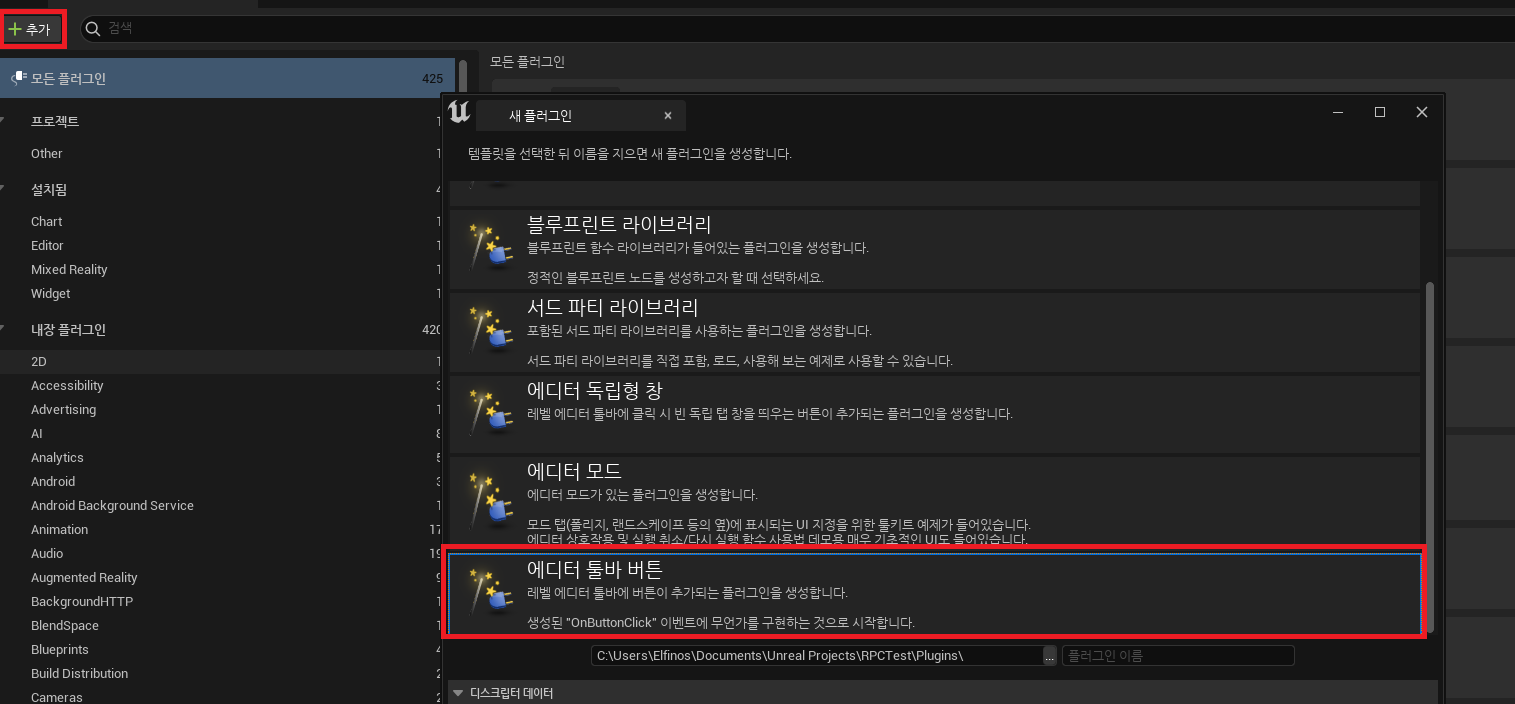 추가
검색
모든 플러그인 425
프로젝트
Other
설치됨
Chart
Editor
Mixed Reality
Widget
내장 플러그인 420
2D
Accessibility
Advertising
AI
Analytics
Android
Android Background Service
Animation
Audio
Augmented Reality
BackgroundHTTP
BlendSpace
Blueprints
Build Distribution
Cameras
모든 플러그인
새 플러그인
템플릿을 선택한 뒤 이름을 지으면 새 플러그인을 생성합니다.
블루프린트 라이브러리
블루프린트 함수 라이브러리가 들어있는 플러그인을 생성합니다.
정적인 블루프린트 노드를 생성하고자 할 때 선택하세요.
서드 파티 라이브러리
포함된 서드 파티 라이브러리를 사용하는 플러그인을 생성합니다.
서드 파티 라이브러리를 직접 포함, 로드, 사용해 보는 예제로 사용할 수 있습니다.
에디터 독립형 창
레벨 에디터 툴바에 클릭 시 빈 독립 탭 창을 띄우는 버튼이 추가되는 플러그인을 생성합니다.
에디터 모드
에디터 모드가 있는 플러그인을 생성합니다.
모드 탭(폴리지, 랜드스케이프 등의 옆)에 표시되는 UI 지정을 위한 툴키트 예제가 들어있습니다.
에디터 상호작용 및 실행 취소/다시 실행 함수 사용법 데모용 매우 기초적인 UI도 들어있습니다.
에디터 툴바 버튼
레벨 에디터 툴바에 버튼이 추가되는 플러그인을 생성합니다.
생성된 "OnButtonClick" 이벤트에 무언가를 구현하는 것으로 시작합니다.
C:\Users\Elfinos\Documents\Unreal Projects\RPCTest\Plugins\ ... 플러그인 이름
디스크립터 데이터